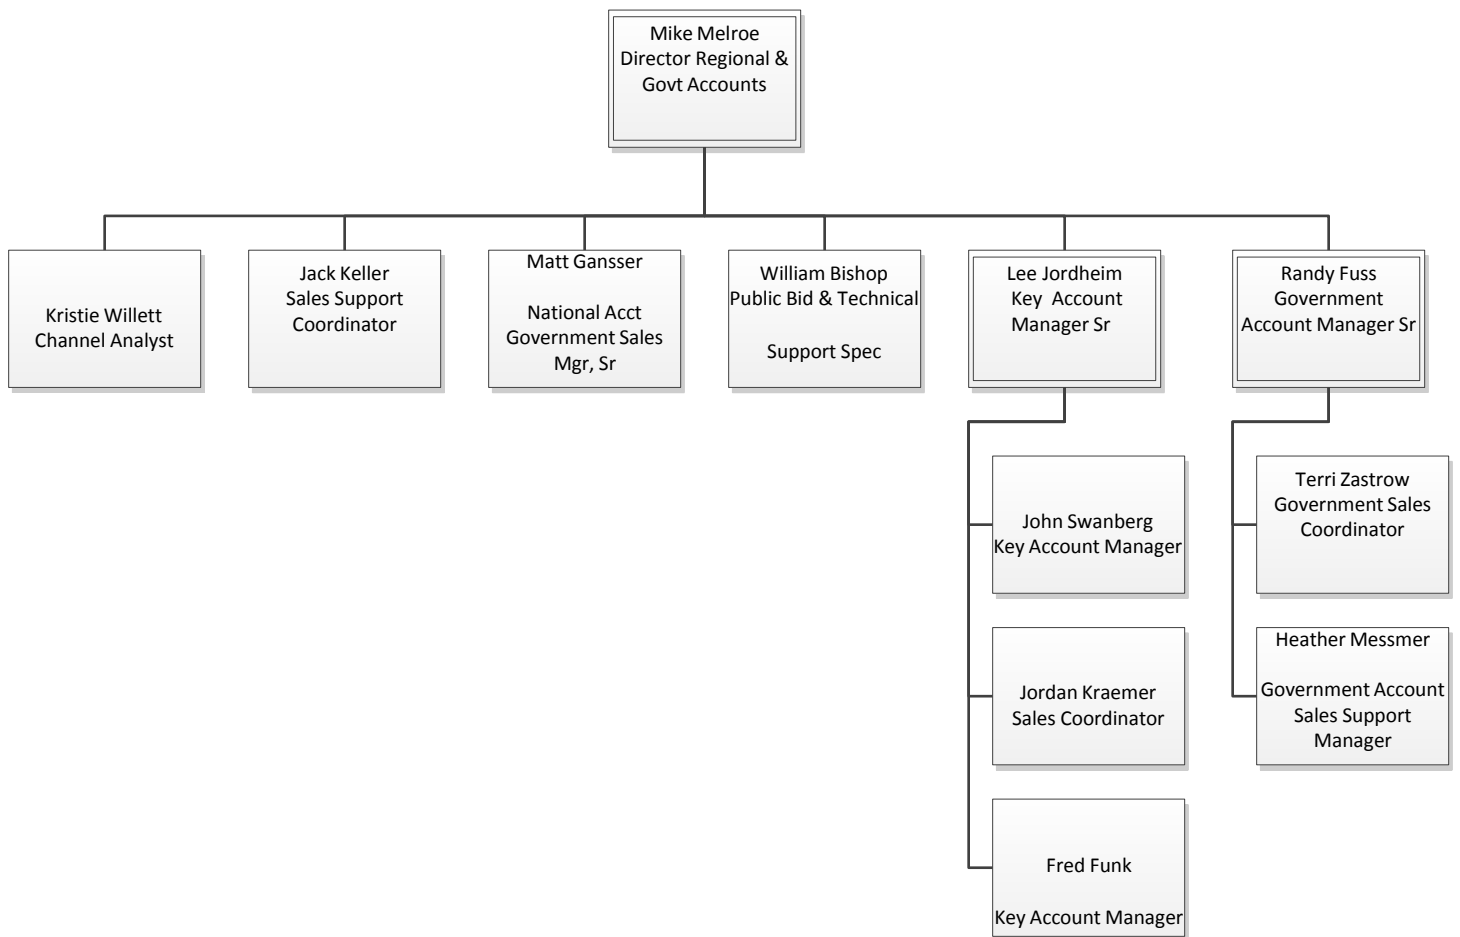 Mike Melroe
Director Regional &
Govt Accounts
Kristie Willett
Channel Analyst
Jack Keller
Sales Support
Coordinator
Matt Gansser
National Acct
Government Sales
Mgr, Sr
William Bishop
Public Bid & Technical
Support Spec
Lee Jordheim
Key Account
Manager Sr
Randy Fuss
Government
Account Manager Sr
John Swanberg
Key Account Manager
Jordan Kraemer
Sales Coordinator
Fred Funk
Key Account Manager
Terri Zastrow
Government Sales
Coordinator
Heather Messmer
Government Account
Sales Support
Manager